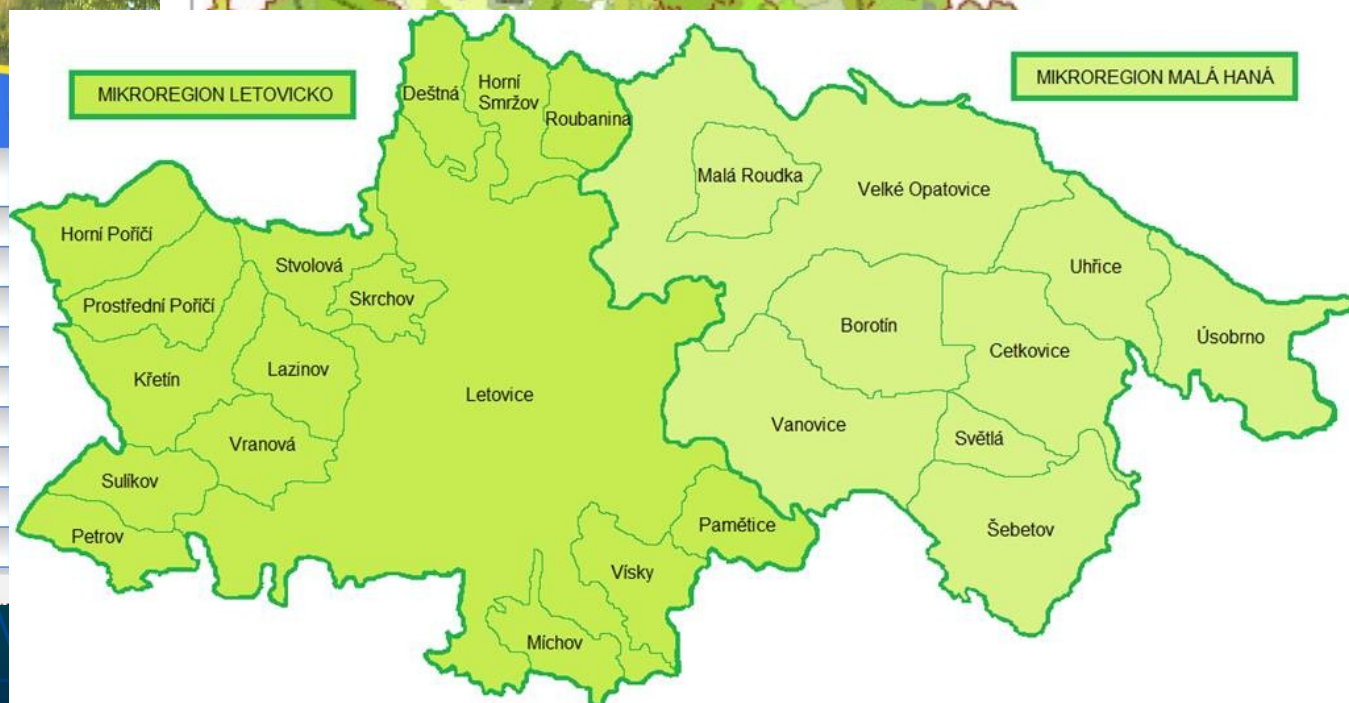 MIKROREGION LETOVICKO
MIKROREGION MALÁ HANÁ
Deštná
Horní
Smržov
Roubanina
Malá Roudka
Velké Opatovice
Horní Poříčí
Stvolová
Uhřice
Prostřední Poříčí
Skrchov
Borotín
Úsobrno
Cetkovice
Křetín
Lazinov
Letovice
Vanovice
Světlá
Vranová
Sulíkov
Petrov
Pamětice
Šebetov
Vísky
Míchov